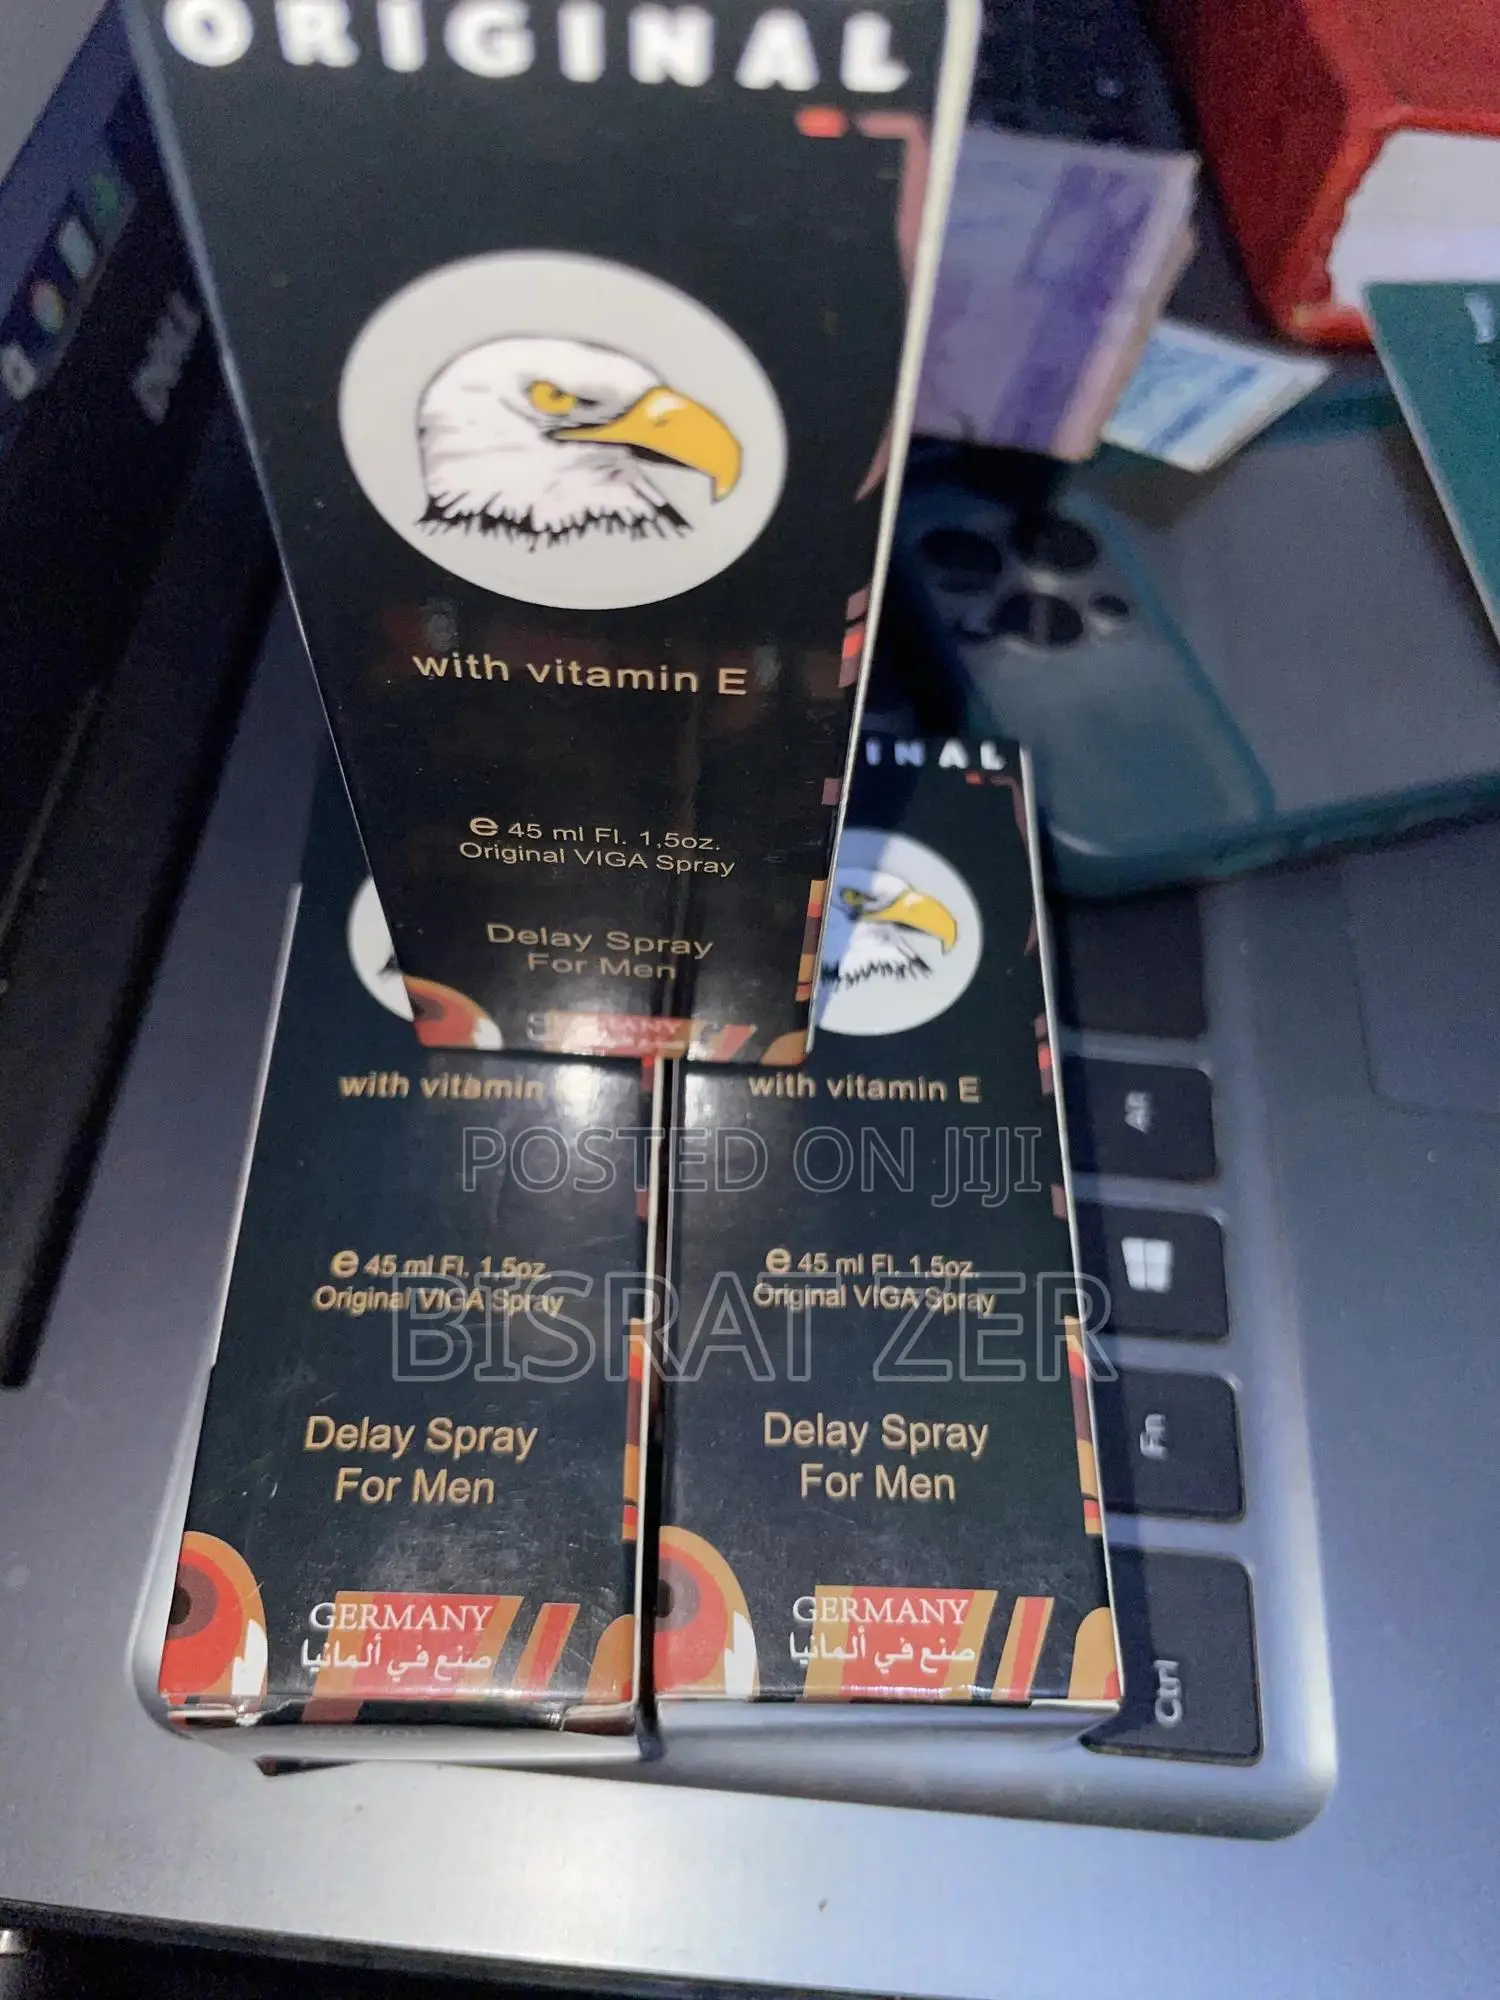 ORIGINAL
with vitamin E
e 45 ml Fl. 1,5oz.
Original VIGA Spray
Delay Spray
For Men
INAL
with vitamin
e 45 ml Fl. 1,5oz.
Original VIGA Spray
Delay Spray
For Men
GERMANY
صنع في ألمانيا
with vitamin E
e 45 ml Fl. 1,5oz.
Original VIGA Spray
Delay Spray
For Men
GERMANY
صنع في ألمانيا
POSTED ON JIJI
BISRAT ZER
Alt
Fn
Ctrl